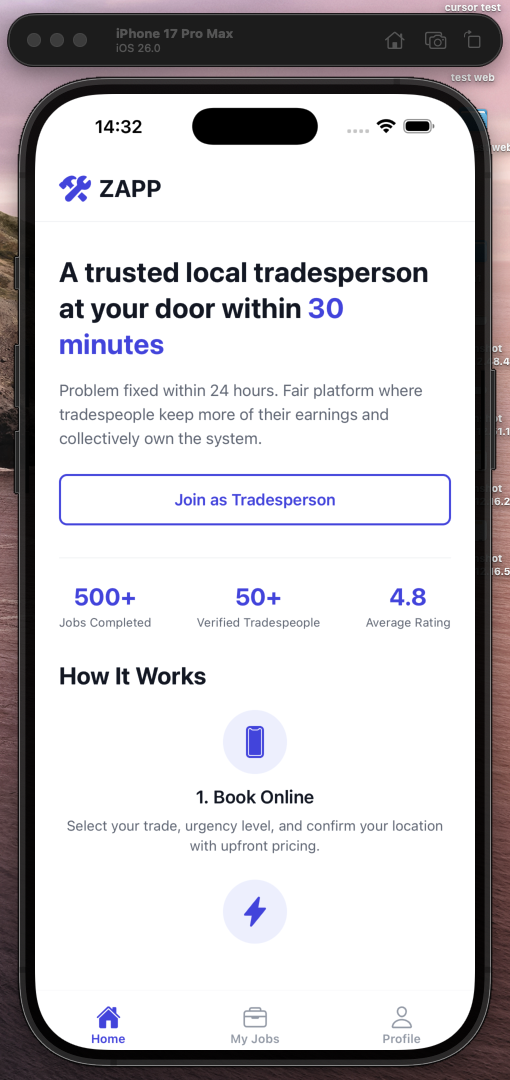 cursor test
iPhone 17 Pro Max
iOS 26.0
test web
web
14:32
ZAPP
A trusted local tradesperson
at your door within 30
minutes
Problem fixed within 24 hours. Fair platform where
tradespeople keep more of their earnings and
collectively own the system.
Join as Tradesperson
500+
50+
4.8
Jobs Completed
Verified Tradespeople
Average Rating
How It Works
1. Book Online
Select your trade, urgency level, and confirm your location
with upfront pricing.
Home
My Jobs
Profile